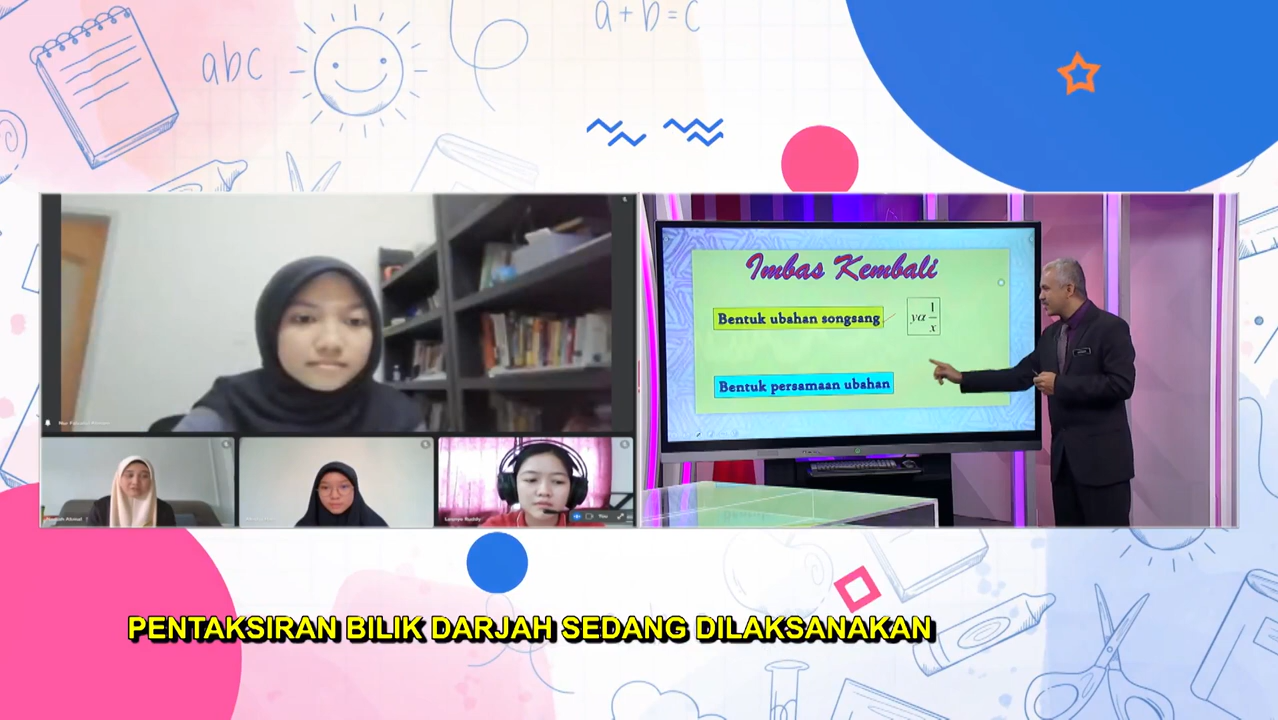 abc
a+b=c
Imbas Kembali
Bentuk ubahan songsang
yα 1/x
Bentuk persamaan ubahan
PENTAKSIRAN BILIK DARJAH SEDANG DILAKSANAKAN